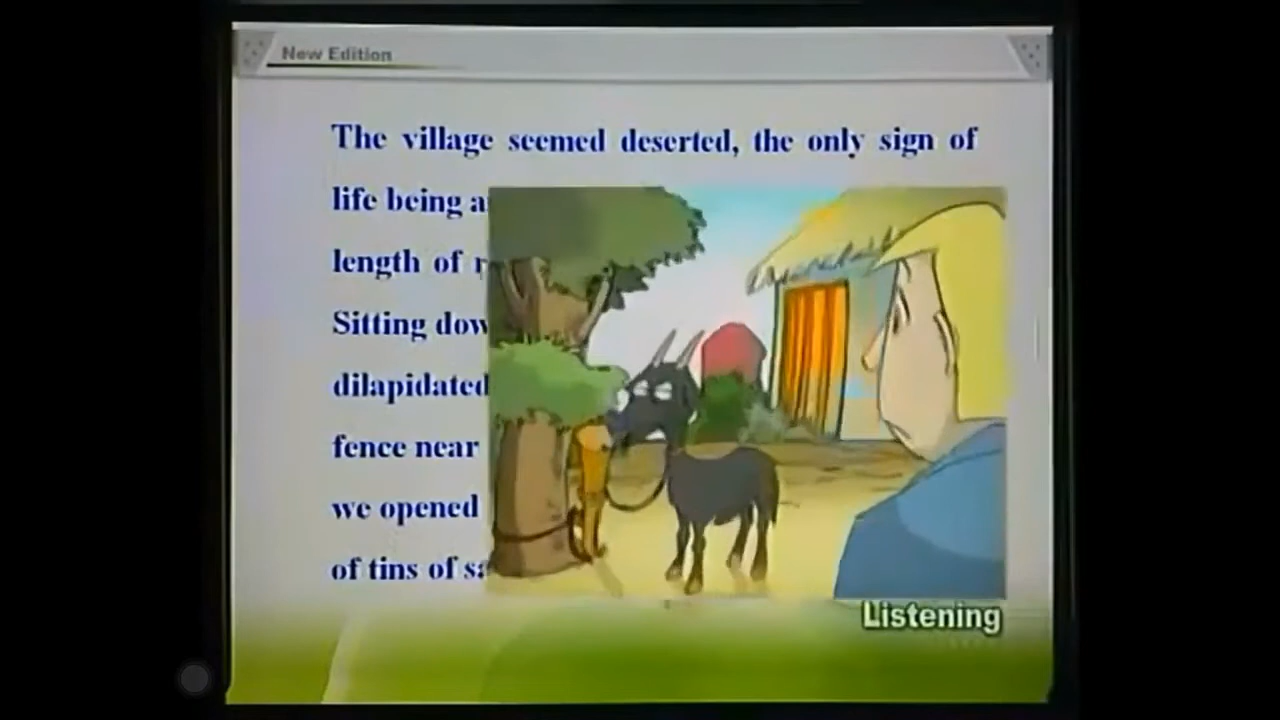 New Edition
The village seemed deserted, the only sign of
life being a
length of
Sitting dow
dilapidated
fence near
we opened
of tins of sa
Listening